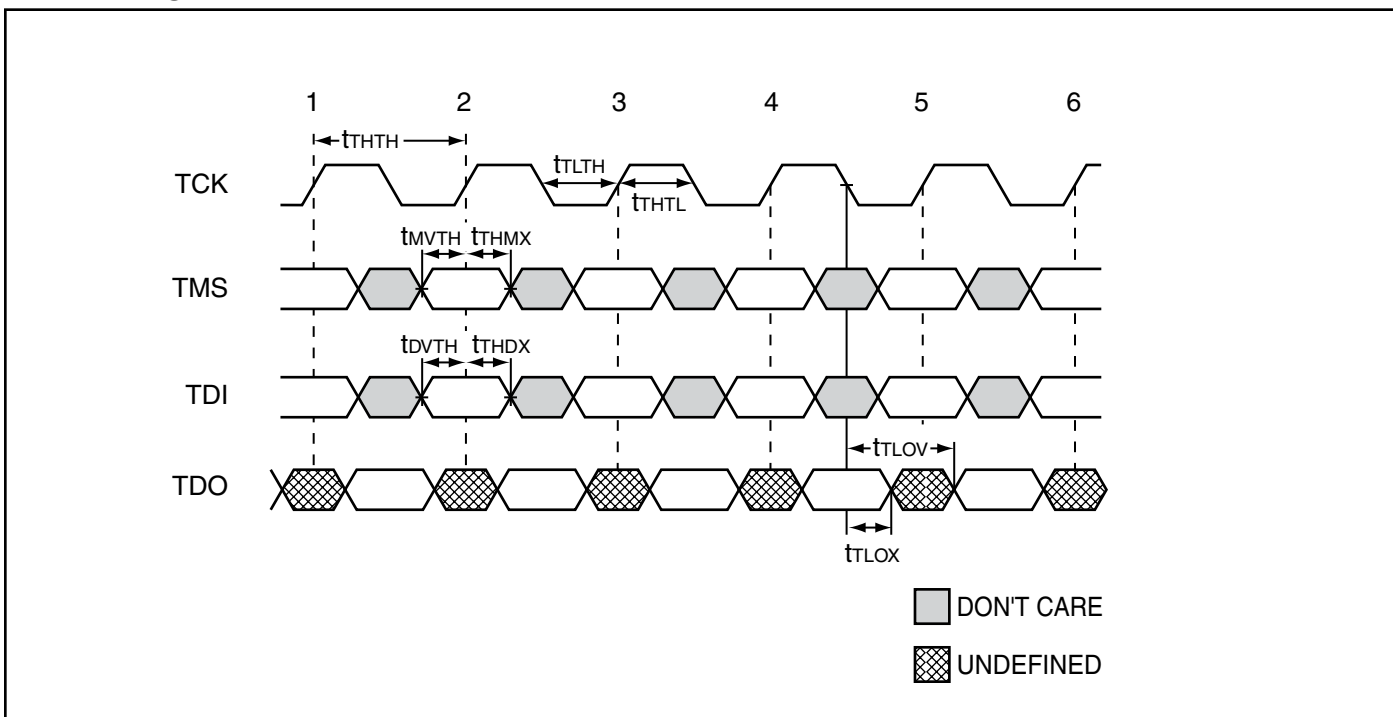 1 2 3 4 5 6
tTHTH
tTLTH
TCK
tTHTL
tMVTH tTHMX
TMS
tDVTH tTHDX
TDI
tTLOV
TDO
tTLOX
DON'T CARE
UNDEFINED